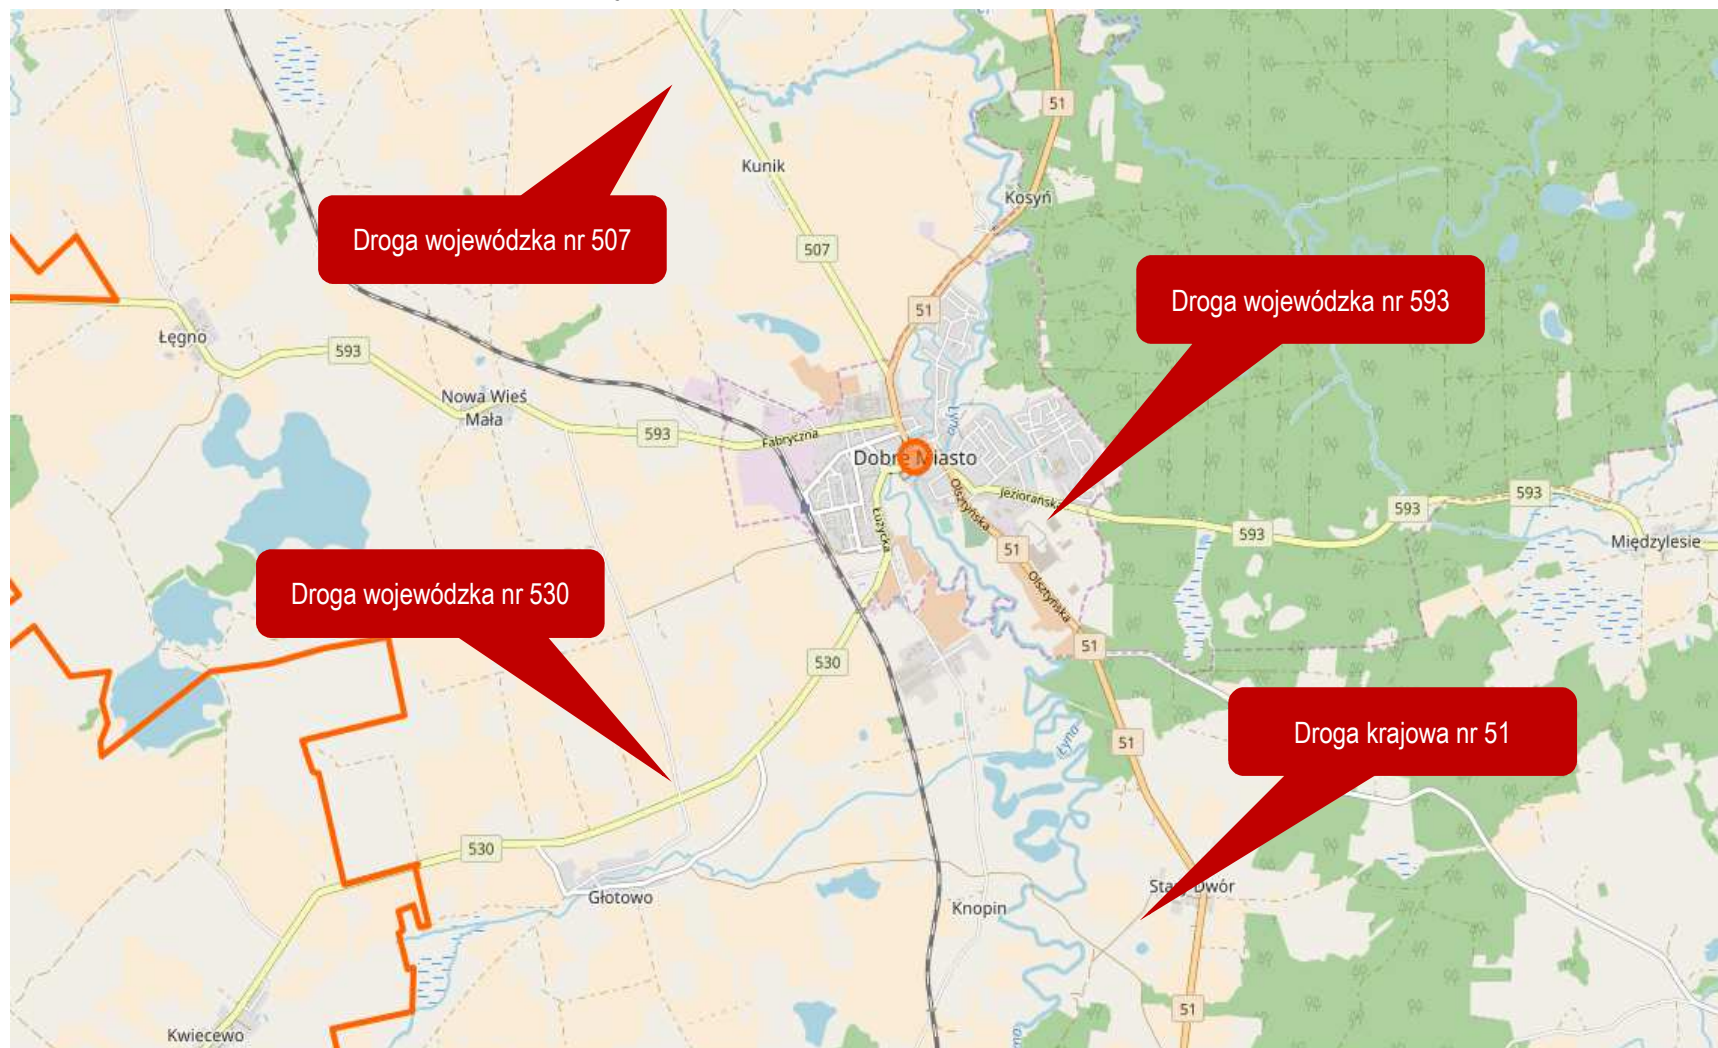 51
Kunik
Kosyń
Droga wojewódzka nr 507
507
Droga wojewódzka nr 593
51
Łęgno
593
Nowa Wieś
Mała
593
Fabryczna
Łyna
Dobre Miasto
Jeziorańska
Olsztyńska
593
593
593
Międzylesie
Łużycka
51
Droga wojewódzka nr 530
Olsztyńska
51
530
Łyna
51
Droga krajowa nr 51
530
Głotowo
Stary Dwór
Knopin
51
Kwiecewo
Łyna